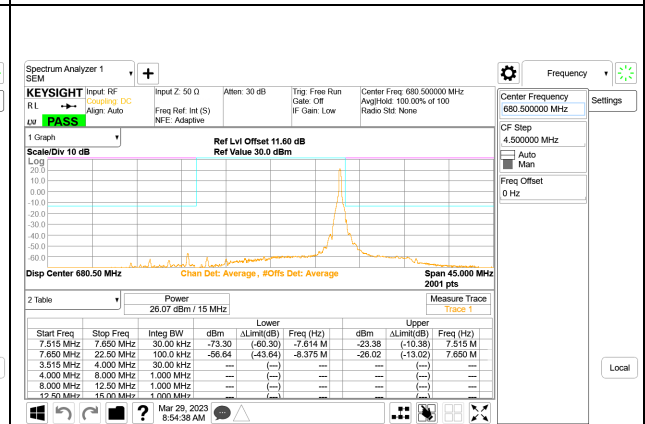 Spectrum Analyzer 1
SEM
Frequency
KEYSIGHT Input: RF Input Z: 50 Ω Atten: 30 dB Trig: Free Run Center Freq: 680.500000 MHz
Coupling: DC Gate: Off Avg|Hold: 100.00% of 100
R L Align: Auto Freq Ref: Int (S) IF Gain: Low Radio Std: None
NFE: Adaptive
PASS
Center Frequency Settings
680.500000 MHz
CF Step
4.500000 MHz
Auto
Man
Freq Offset
0 Hz
Local
1 Graph
Ref Lvl Offset 11.60 dB
Scale/Div 10 dB Ref Value 30.0 dBm
Log
20.0
10.0
0.00
-10.0
-20.0
-30.0
-40.0
-50.0
-60.0
Disp Center 680.50 MHz Chan Det: Average , #Offs Det: Average Span 45.000 MHz
2001 pts
2 Table Power Measure Trace
26.07 dBm / 15 MHz Trace 1
Lower Upper
Start Freq Stop Freq Integ BW dBm ΔLimit(dB) Freq (Hz) dBm ΔLimit(dB) Freq (Hz)
7.515 MHz 7.650 MHz 30.00 kHz -73.30 (-60.30) -7.614 M -23.38 (-10.38) 7.515 M
7.650 MHz 22.50 MHz 100.0 kHz -56.64 (-43.64) -8.375 M -26.02 (-13.02) 7.650 M
3.515 MHz 4.000 MHz 30.00 kHz --- (---) --- (---)
4.000 MHz 8.000 MHz 1.000 MHz --- (---) --- (---)
8.000 MHz 12.50 MHz 1.000 MHz --- (---) --- (---)
12.50 MHz 15.00 MHz 1.000 MHz --- (---) --- (---)
? Mar 29, 2023
8:54:38 AM